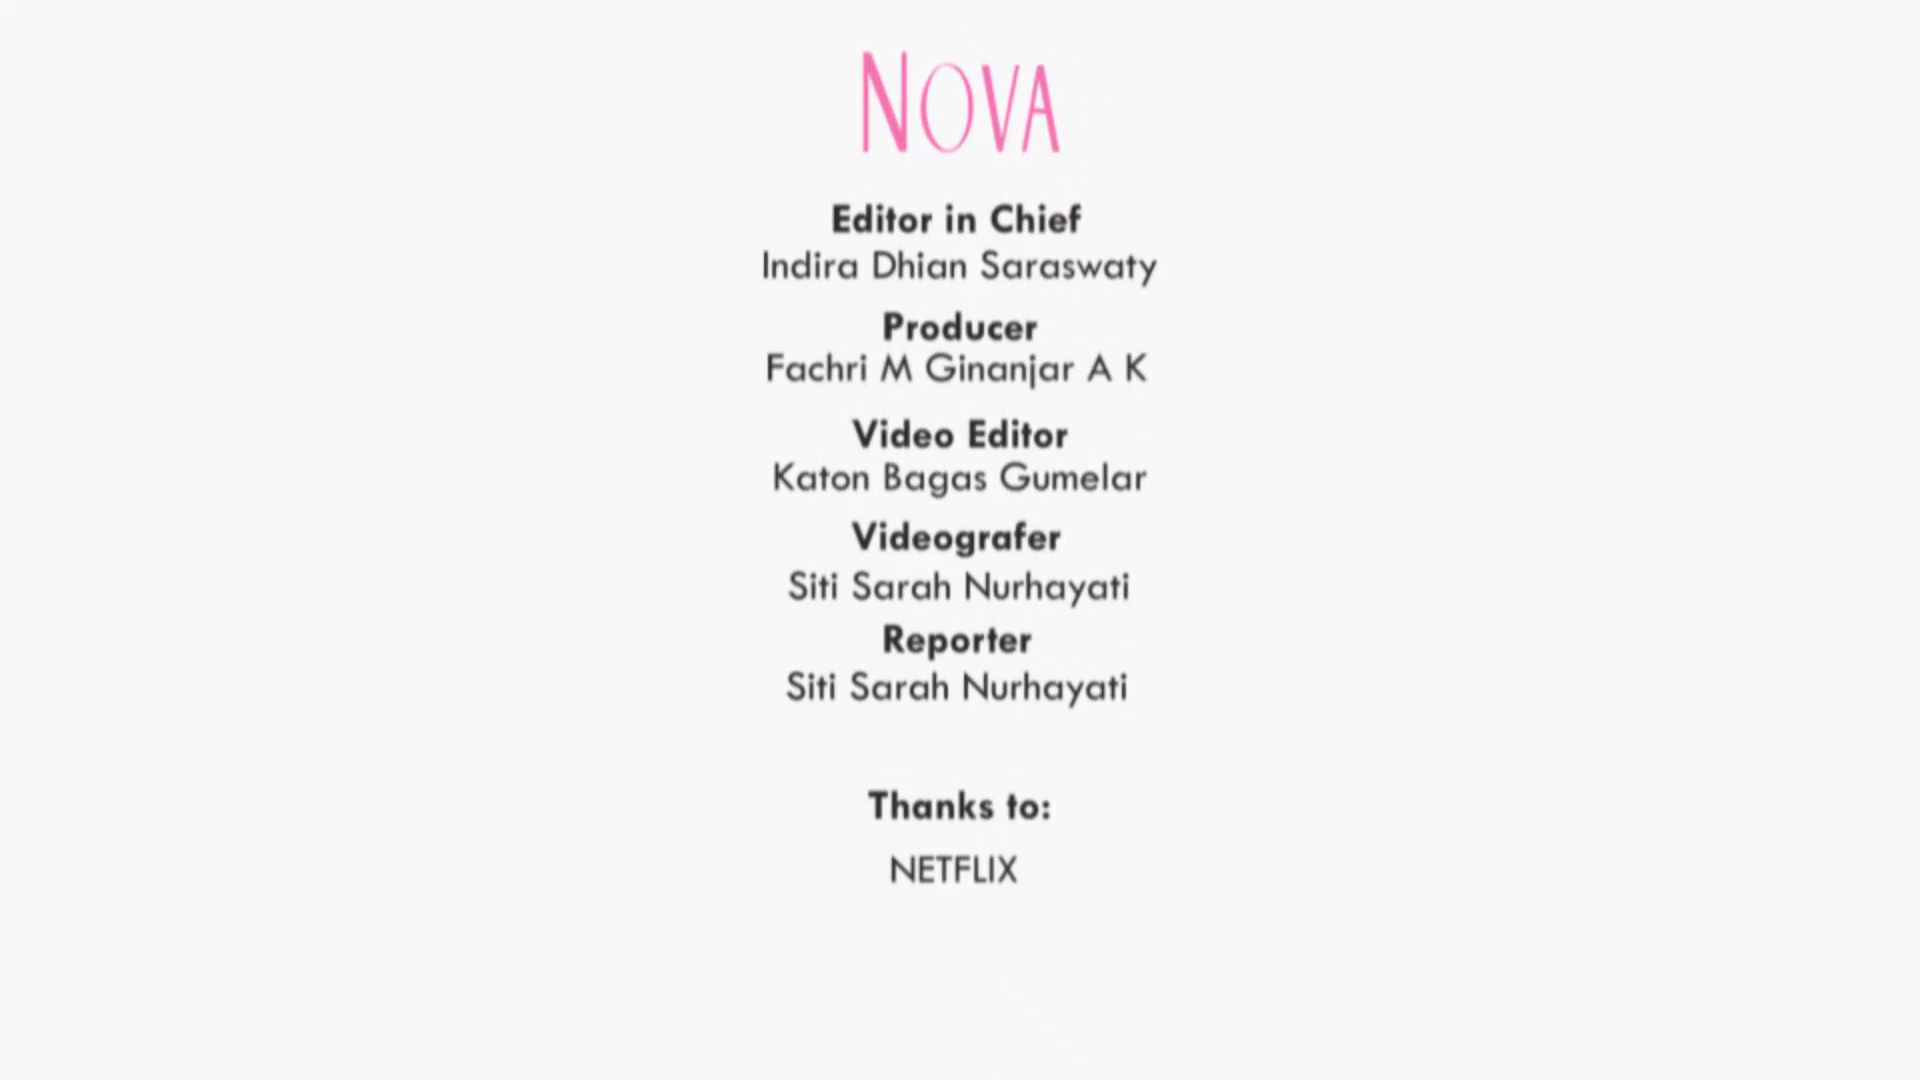 NOVA
Editor in Chief
Indira Dhian Saraswaty
Producer
Fachri M Ginanjar A K
Video Editor
Katon Bagas Gumelar
Videografer
Siti Sarah Nurhayati
Reporter
Siti Sarah Nurhayati
Thanks to:
NETFLIX